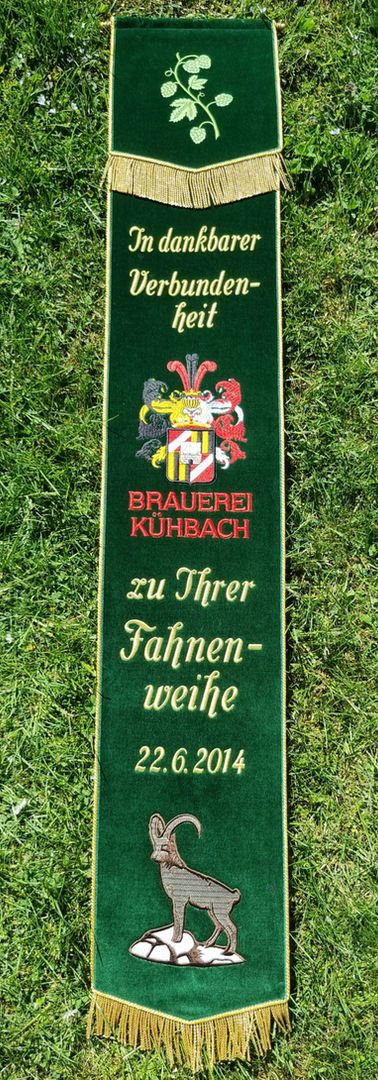 In dankbarer
Verbunden-
heit
BRAUEREI
KÜHBACH
zu Ihrer
Fahnen-
weihe
22.6.2014